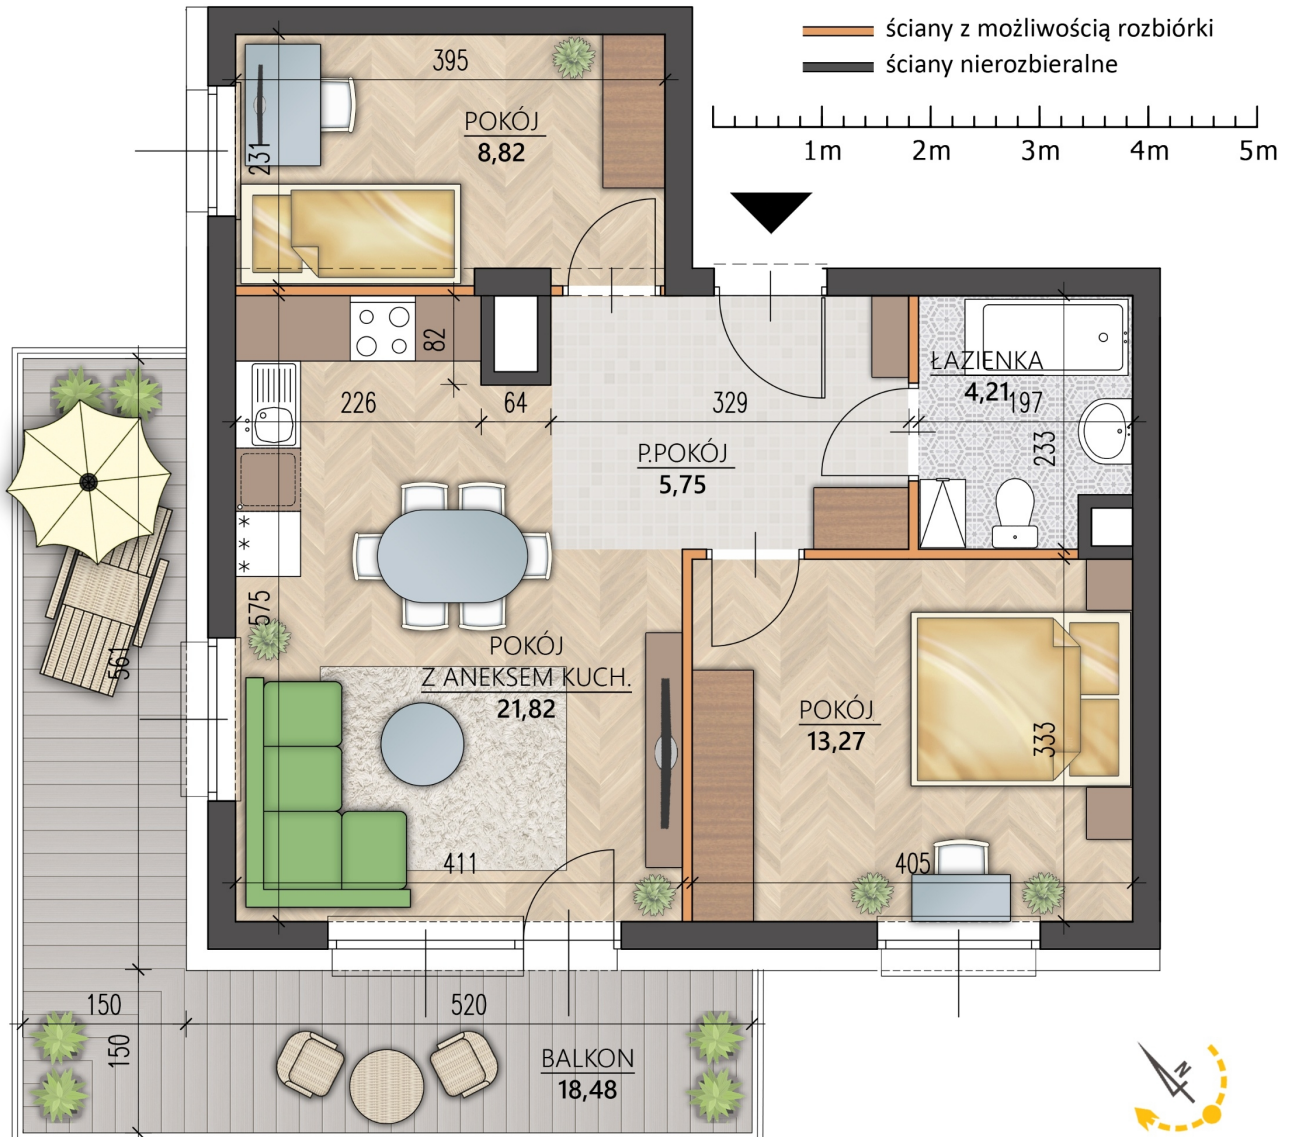 ściany z możliwością rozbiórki
ściany nierozbieralne
1m 2m 3m 4m 5m
395
POKÓJ
8,82
231
82
226
64
329
ŁAZIENKA
4,21
197
233
P.POKÓJ
5,75
***
575
561
POKÓJ
Z ANEKSEM KUCH.
21,82
POKÓJ
13,27
333
411
405
150
520
150
BALKON
18,48
N